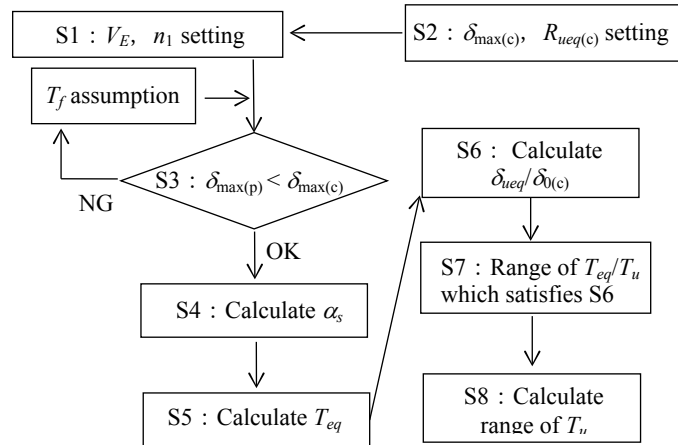 S1 : V_E, n_1 setting
S2 : δ_max(c), R_ueq(c) setting
T_f assumption
S3 : δ_max(p) < δ_max(c)
NG
OK
S4 : Calculate α_s
S5 : Calculate T_eq
S6 : Calculate
δ_ueq/δ_0(c)
S7 : Range of T_eq/T_u
which satisfies S6
S8 : Calculate
range of T_u